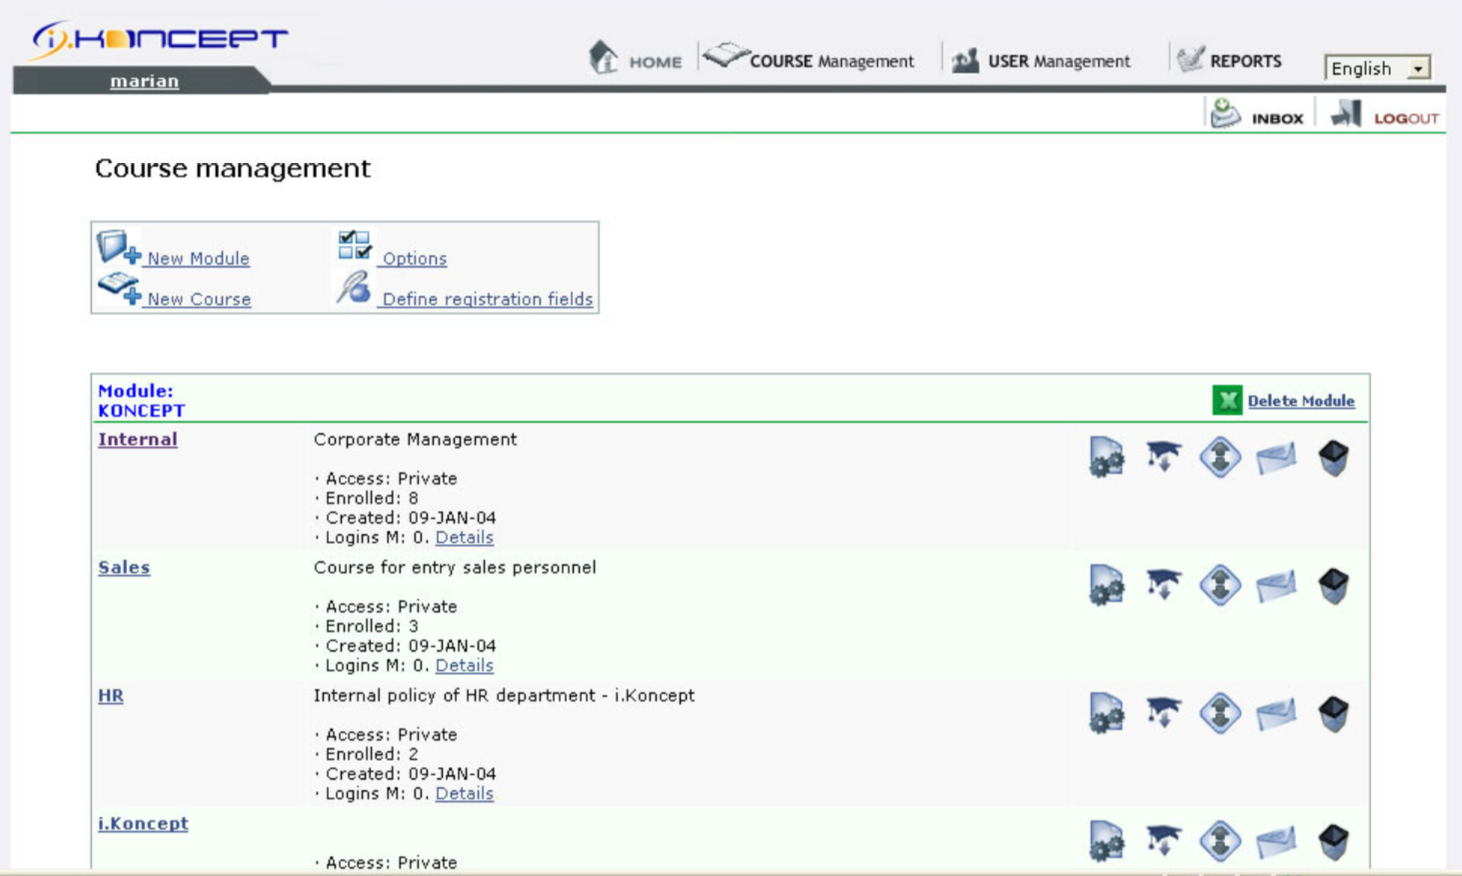 i.KONCEPT
marian
HOME
COURSE Management
USER Management
REPORTS
English
INBOX
LOGOUT
Course management
New Module
Options
New Course
Define registration fields
Module:
KONCEPT
Delete Module
Internal
Corporate Management
· Access: Private
· Enrolled: 8
· Created: 09-JAN-04
· Logins M: 0. Details
Sales
Course for entry sales personnel
· Access: Private
· Enrolled: 3
· Created: 09-JAN-04
· Logins M: 0. Details
HR
Internal policy of HR department - i.Koncept
· Access: Private
· Enrolled: 2
· Created: 09-JAN-04
· Logins M: 0. Details
i.Koncept
· Access: Private